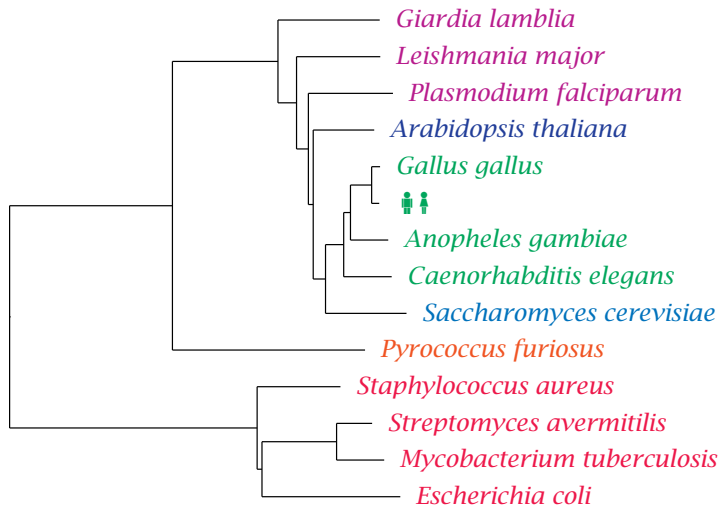 Giardia lamblia
Leishmania major
Plasmodium falciparum
Arabidopsis thaliana
Gallus gallus
Anopheles gambiae
Caenorhabditis elegans
Saccharomyces cerevisiae
Pyrococcus furiosus
Staphylococcus aureus
Streptomyces avermitilis
Mycobacterium tuberculosis
Escherichia coli